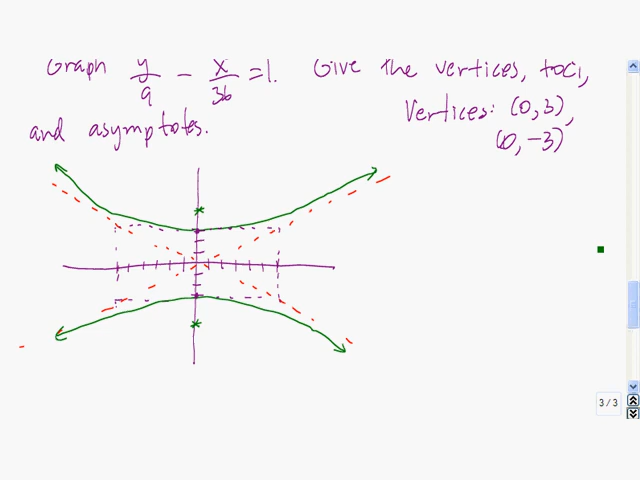 Graph y/9 - x/36 = 1. Give the vertices, foci,
Vertices: (0,3),
and asymptotes.
(0,-3)
3/3